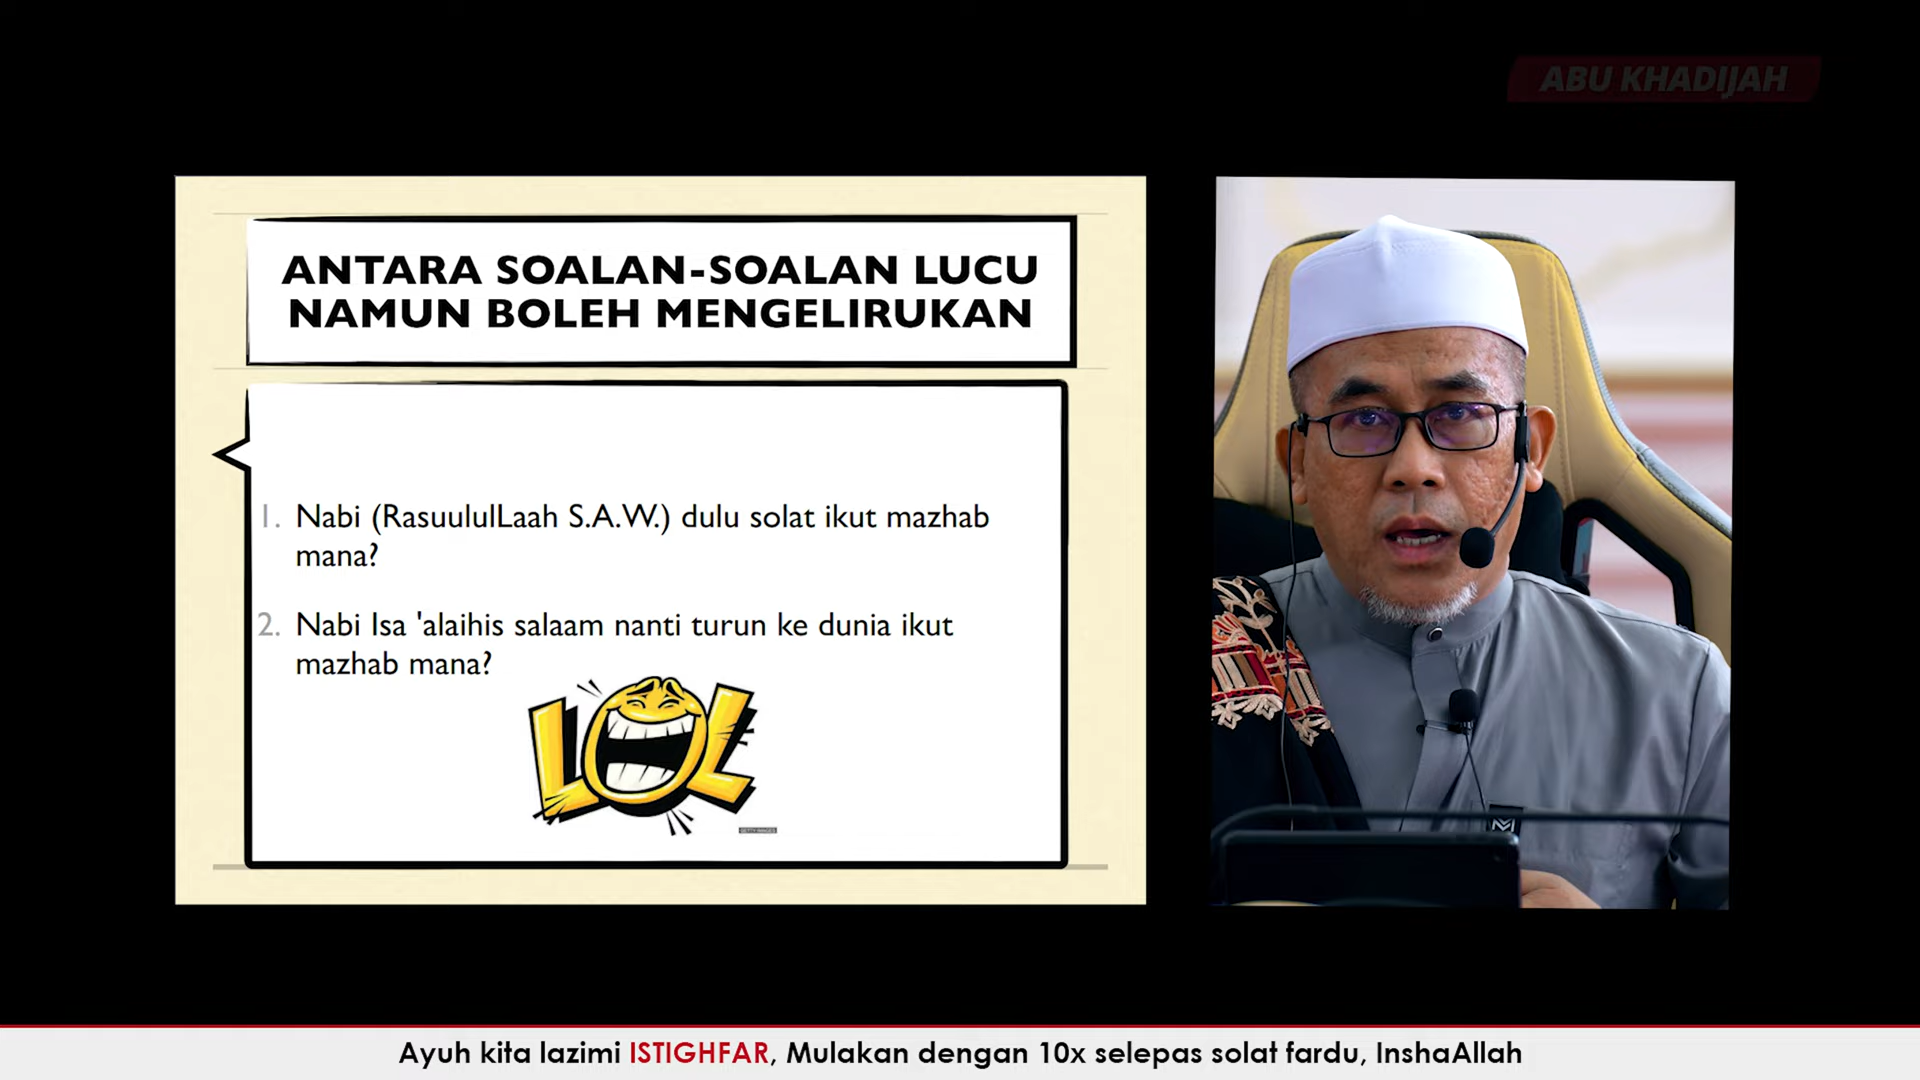 ABU KHADIJAH
ANTARA SOALAN-SOALAN LUCU
NAMUN BOLEH MENGELIRUKAN
1. Nabi (RasuululLaah S.A.W.) dulu solat ikut mazhab
mana?
2. Nabi Isa 'alaihis salaam nanti turun ke dunia ikut
mazhab mana?
LOL
GETTY IMAGES
Ayuh kita lazimi ISTIGHFAR, Mulakan dengan 10x selepas solat fardu, InshaAllah